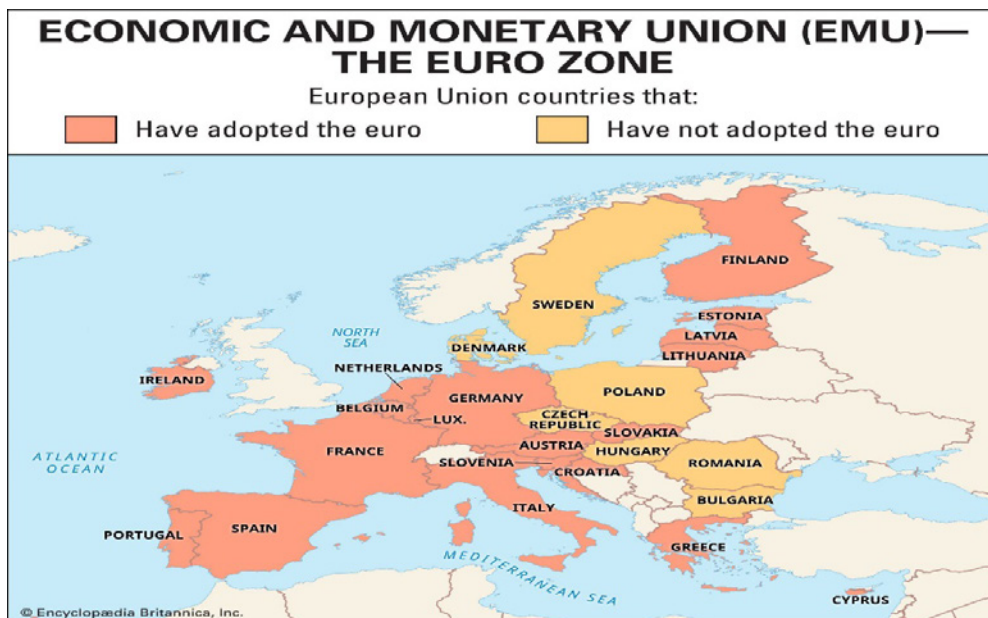 ECONOMIC AND MONETARY UNION (EMU)—
THE EURO ZONE
European Union countries that:
Have adopted the euro
Have not adopted the euro
FINLAND
SWEDEN
ESTONIA
NORTH
SEA
LATVIA
DENMARK
LITHUANIA
NETHERLANDS
IRELAND
POLAND
GERMANY
BELGIUM
CZECH
REPUBLIC
LUX.
SLOVAKIA
AUSTRIA
FRANCE
HUNGARY
ATLANTIC
OCEAN
SLOVENIA
ROMANIA
CROATIA
BULGARIA
ITALY
PORTUGAL
SPAIN
GREECE
MEDITERRANEAN SEA
CYPRUS
© Encyclopædia Britannica, Inc.